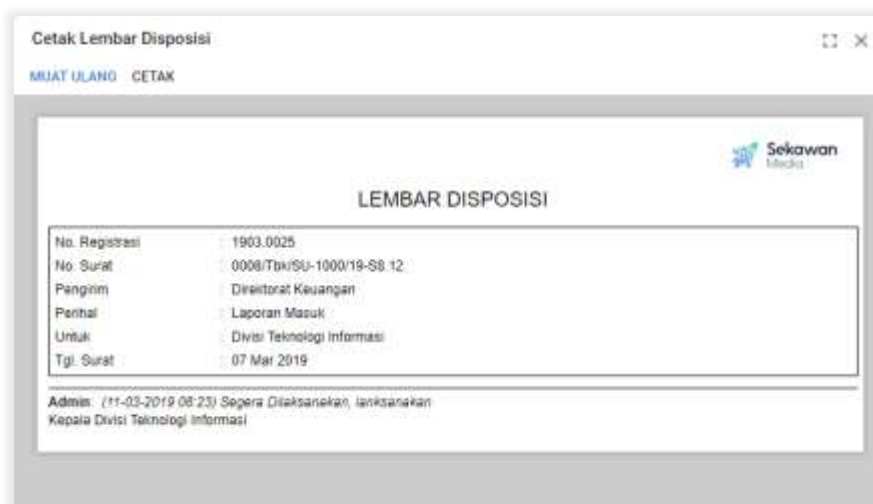 Cetak Lembar Disposisi
MUAT ULANG CETAK
Sekawan
Media
LEMBAR DISPOSISI
No. Registrasi : 1903.0025
No. Surat : 0008/Tbk/SU-1000/19-S8.12
Pengirim : Direktorat Keuangan
Perihal : Laporan Masuk
Untuk : Divisi Teknologi Informasi
Tgl. Surat : 07 Mar 2019
Admin: (11-03-2019 08:23) Segera Dilaksanakan, lanksanakan
Kepala Divisi Teknologi Informasi